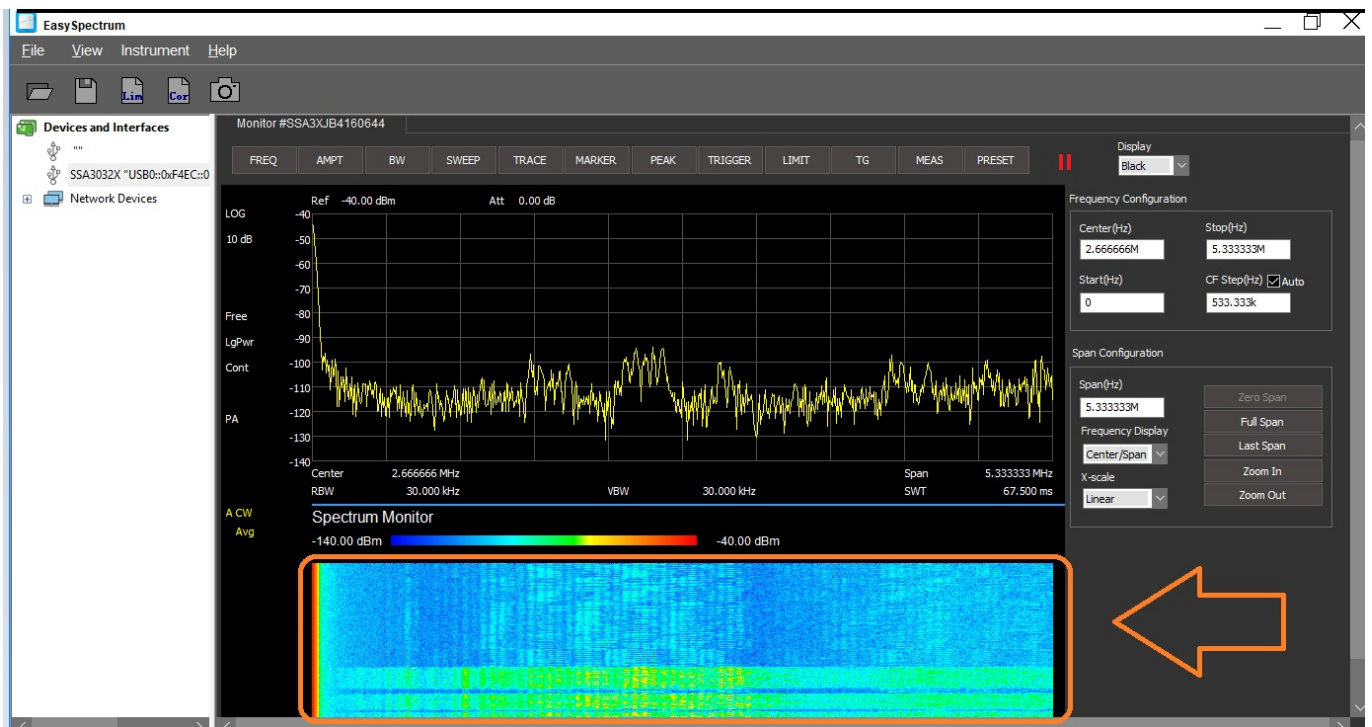 EasySpectrum
File View Instrument Help
Lim Cor
Devices and Interfaces
""
SSA3032X "USB0::0xF4EC::0
Network Devices
Monitor #SSA3XJB4160644
FREQ AMPT BW SWEEP TRACE MARKER PEAK TRIGGER LIMIT TG MEAS PRESET
Display
Black
Ref -40.00 dBm Att 0.00 dB
LOG
10 dB
Free
LgPwr
Cont
PA
-40
-50
-60
-70
-80
-90
-100
-110
-120
-130
-140
Center 2.666666 MHz Span 5.333333 MHz
RBW 30.000 kHz VBW 30.000 kHz SWT 67.500 ms
A CW
Avg
Spectrum Monitor
-140.00 dBm -40.00 dBm
Frequency Configuration
Center(Hz) Stop(Hz)
2.666666M 5.333333M
Start(Hz) CF Step(Hz) Auto
0 533.333k
Span Configuration
Span(Hz)
5.333333M
Frequency Display
Center/Span
X-scale
Linear
Zero Span
Full Span
Last Span
Zoom In
Zoom Out